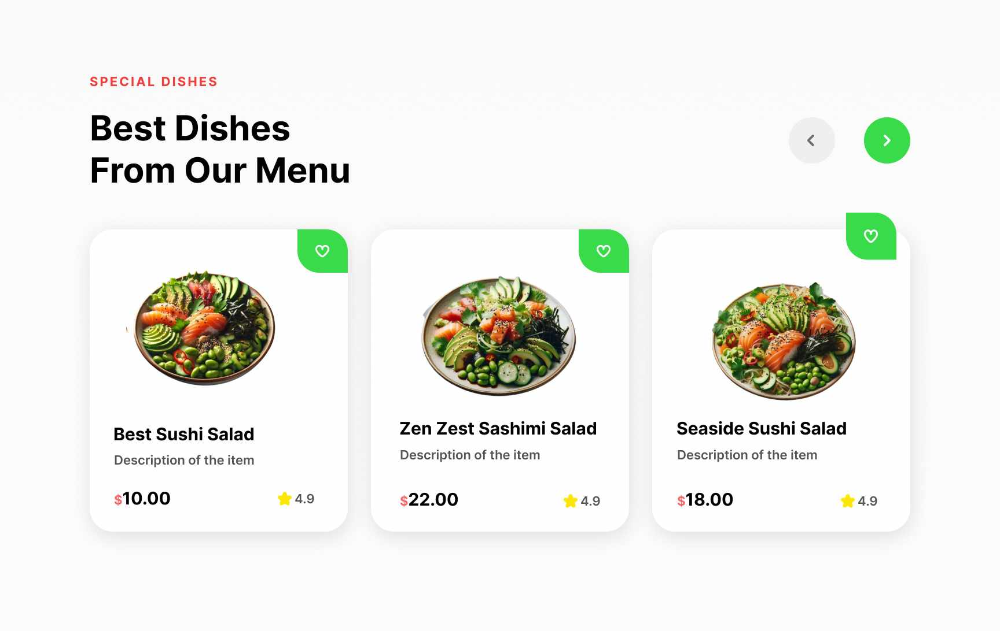 SPECIAL DISHES
Best Dishes
From Our Menu
Best Sushi Salad
Description of the item
$10.00
4.9
Zen Zest Sashimi Salad
Description of the item
$22.00
4.9
Seaside Sushi Salad
Description of the item
$18.00
4.9